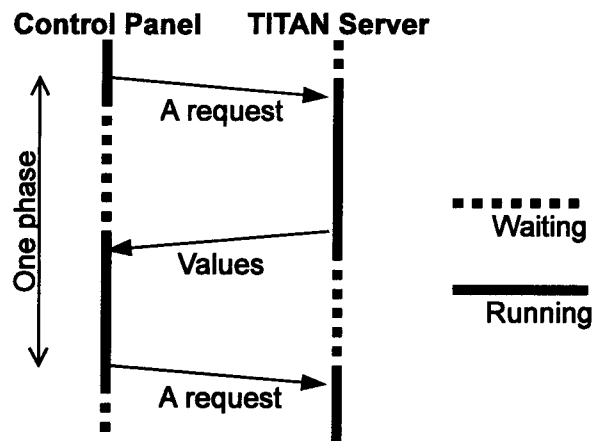 Control Panel
TITAN Server
A request
One phase
Waiting
Values
Running
A request